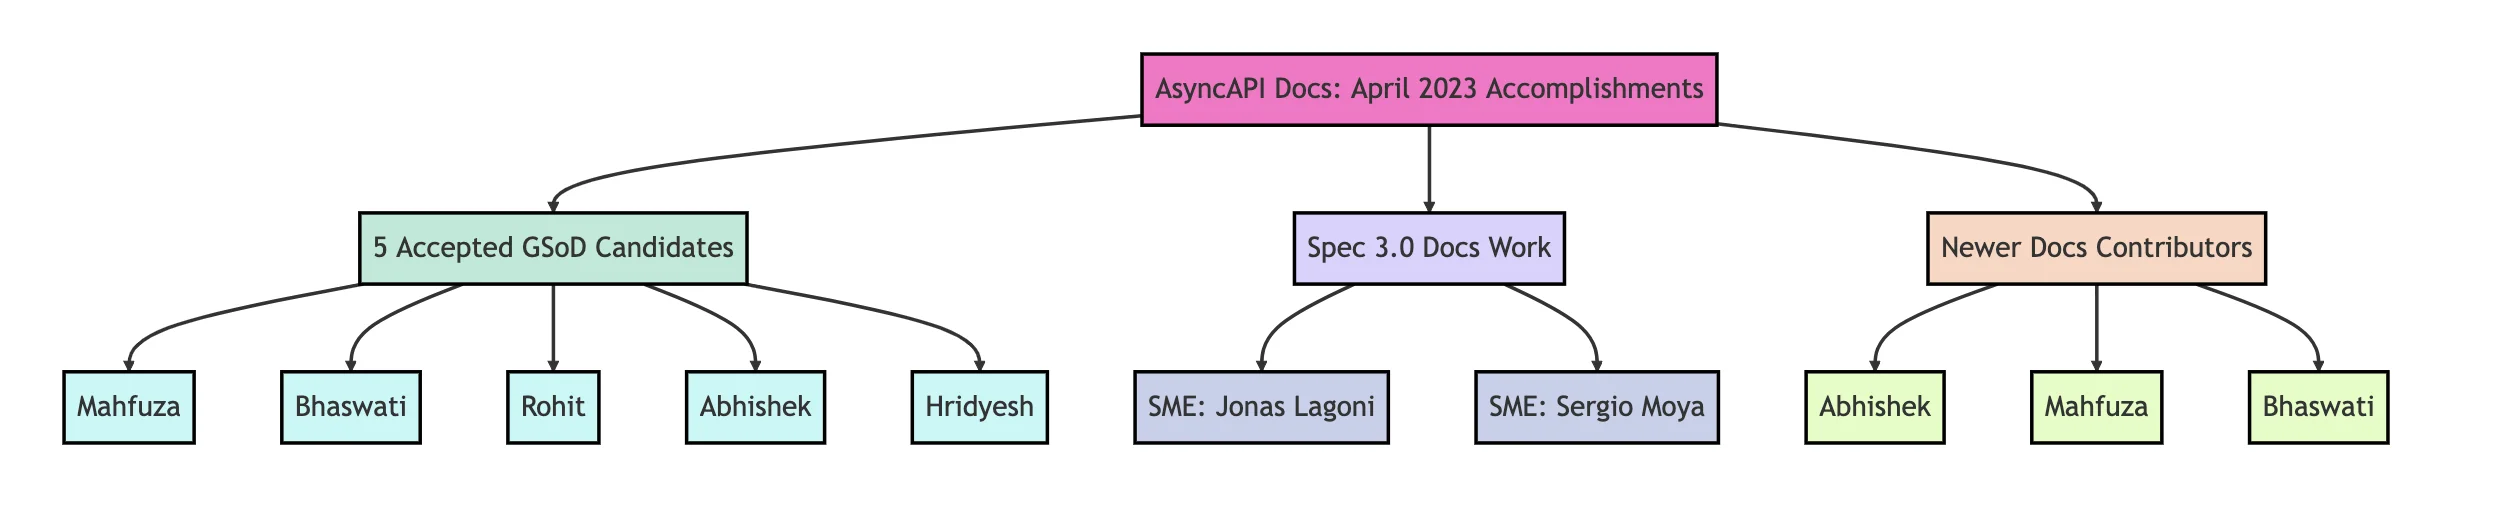 AsyncAPI Docs: April 2023 Accomplishments
5 Accepted GSoD Candidates
Spec 3.0 Docs Work
Newer Docs Contributors
Mahfuza
Bhaswati
Rohit
Abhishek
Hridyesh
SME: Jonas Lagoni
SME: Sergio Moya
Abhishek
Mahfuza
Bhaswati